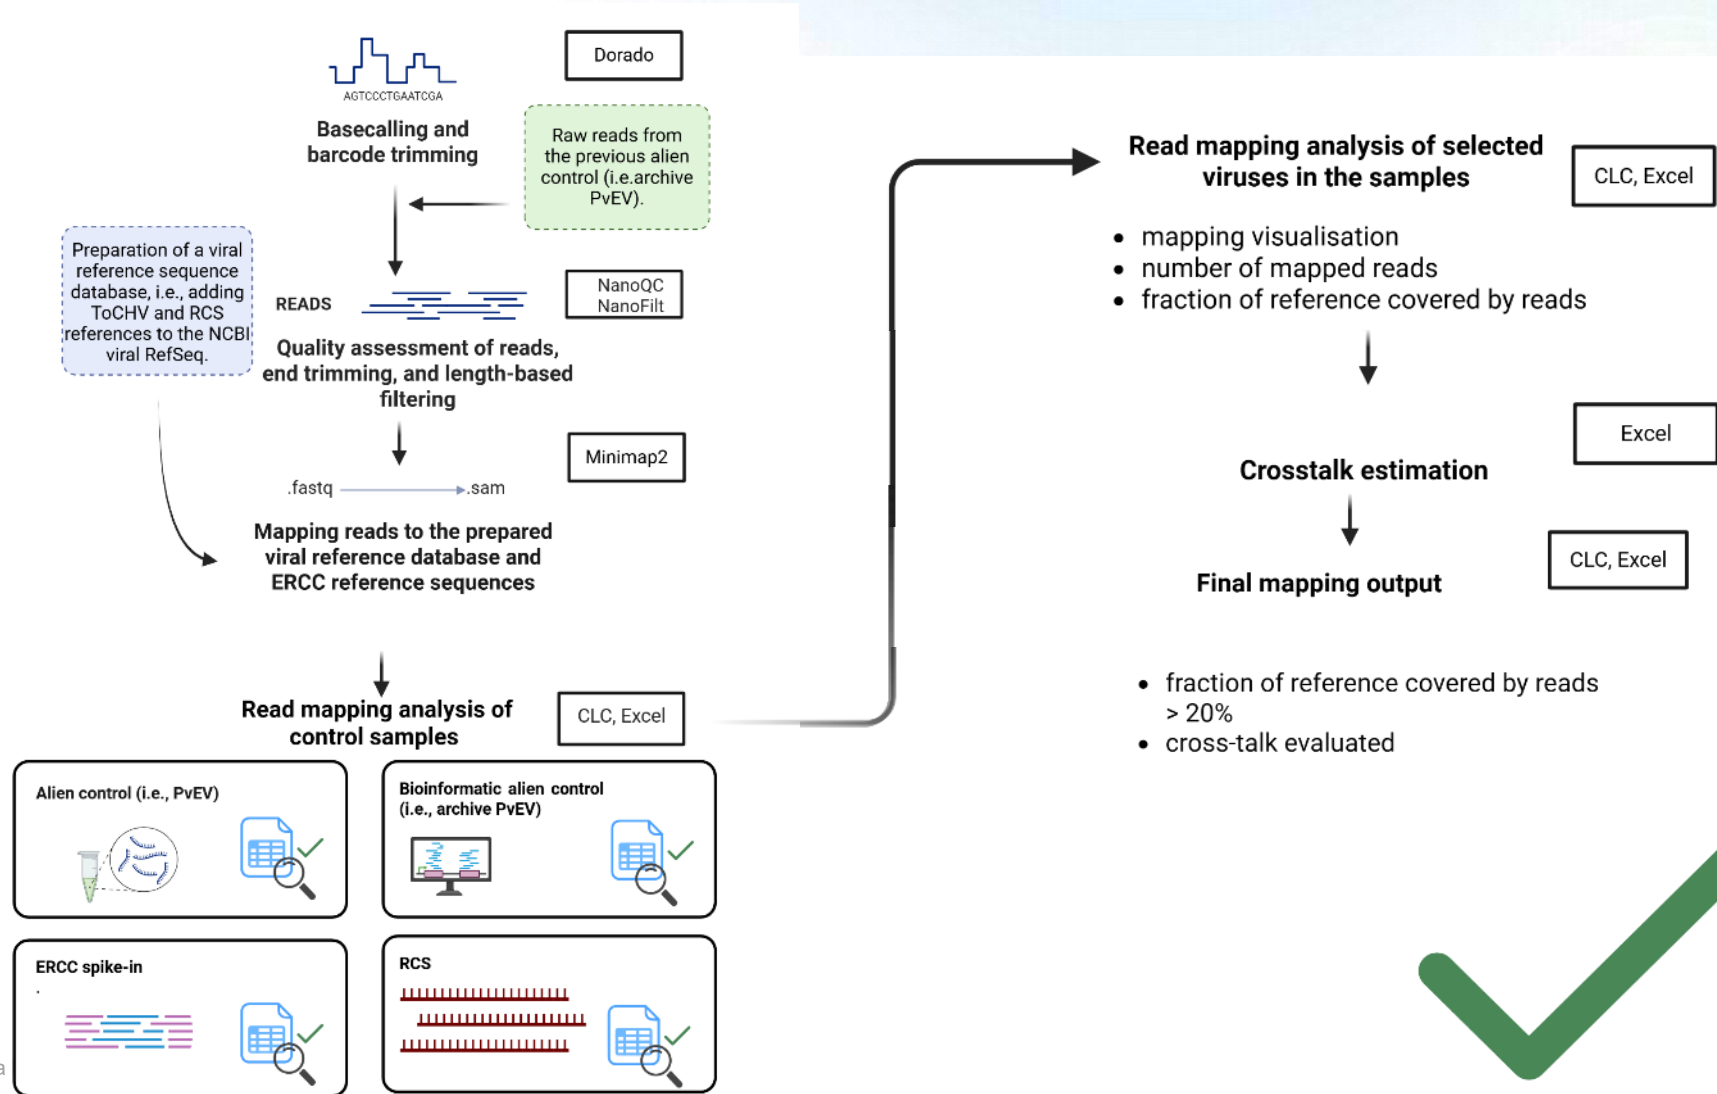 Dorado
AGTCCCTGAATCGA
Basecalling and
barcode trimming
Raw reads from
the previous alien
control (i.e.archive
PvEV).
Preparation of a viral
reference sequence
database, i.e., adding
ToCHV and RCS
references to the NCBI
viral RefSeq.
READS
NanoQC
NanoFilt
Quality assessment of reads,
end trimming, and length-based
filtering
Minimap2
.fastq
.sam
Mapping reads to the prepared
viral reference database and
ERCC reference sequences
Read mapping analysis of
control samples
CLC, Excel
Alien control (i.e., PvEV)
Bioinformatic alien control
(i.e., archive PvEV)
ERCC spike-in
.
RCS
Read mapping analysis of selected
viruses in the samples
CLC, Excel
• mapping visualisation
• number of mapped reads
• fraction of reference covered by reads
Excel
Crosstalk estimation
CLC, Excel
Final mapping output
• fraction of reference covered by reads
> 20%
• cross-talk evaluated